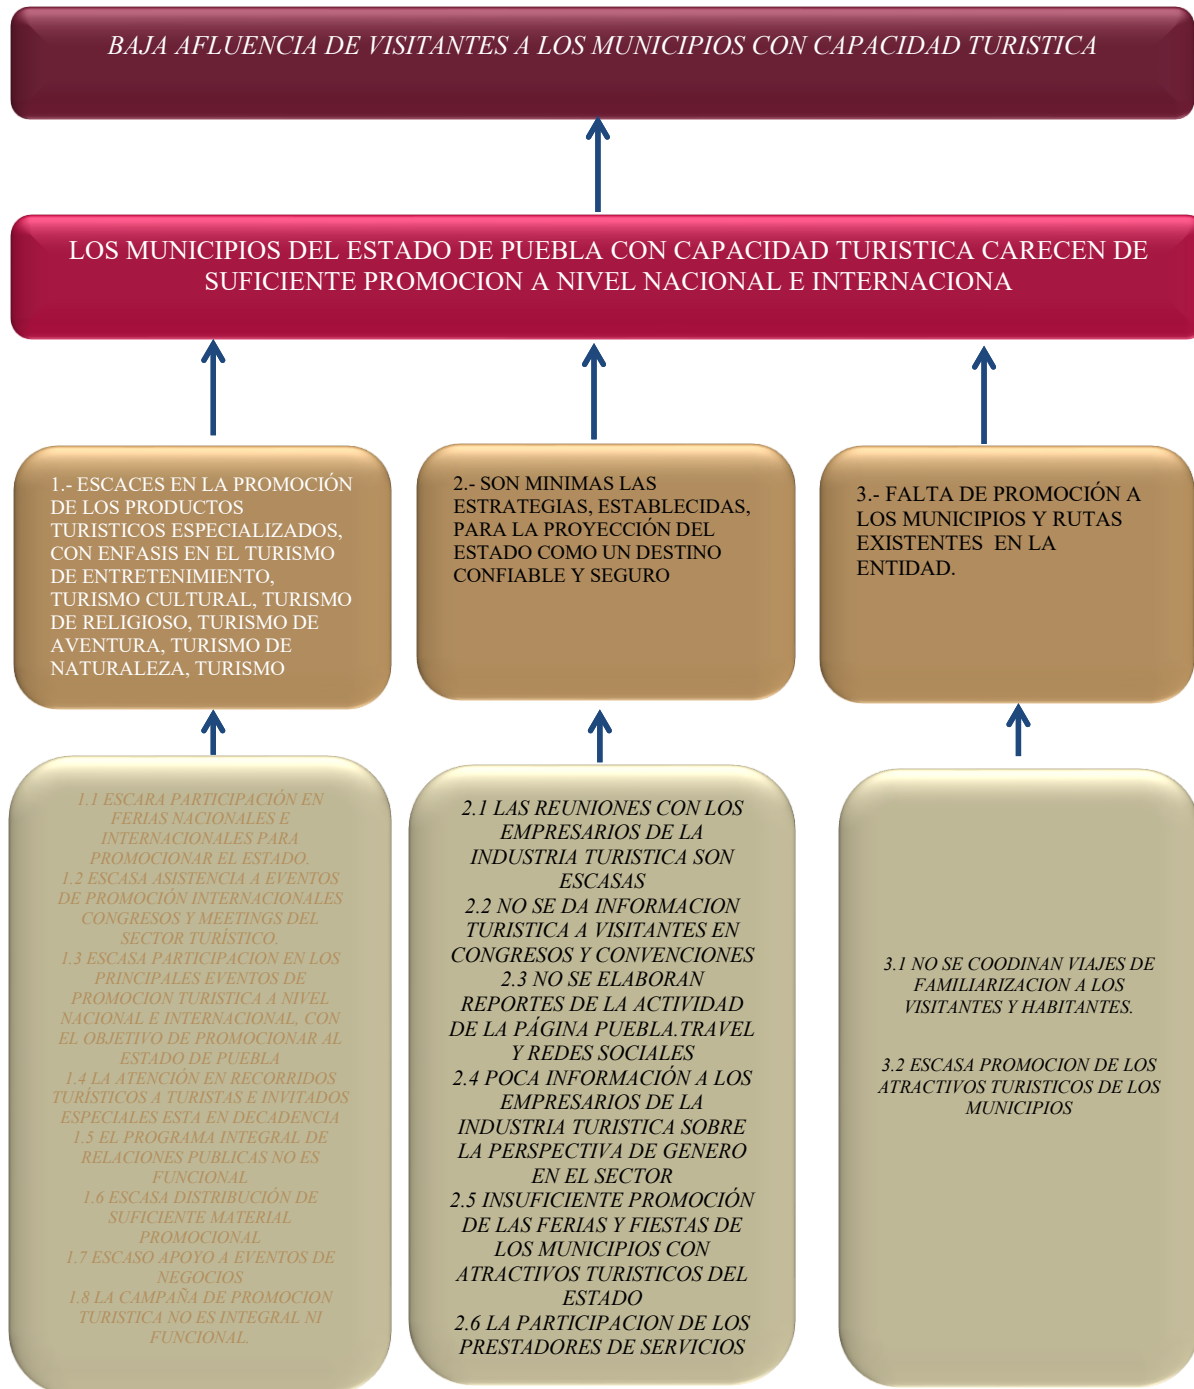 BAJA AFLUENCIA DE VISITANTES A LOS MUNICIPIOS CON CAPACIDAD TURISTICA
LOS MUNICIPIOS DEL ESTADO DE PUEBLA CON CAPACIDAD TURISTICA CARECEN DE
SUFICIENTE PROMOCION A NIVEL NACIONAL E INTERNACIONA
1.- ESCACES EN LA PROMOCIÓN
DE LOS PRODUCTOS
TURISTICOS ESPECIALIZADOS,
CON ENFASIS EN EL TURISMO
DE ENTRETENIMIENTO,
TURISMO CULTURAL, TURISMO
DE RELIGIOSO, TURISMO DE
AVENTURA, TURISMO DE
NATURALEZA, TURISMO
2.- SON MINIMAS LAS
ESTRATEGIAS, ESTABLECIDAS,
PARA LA PROYECCIÓN DEL
ESTADO COMO UN DESTINO
CONFIABLE Y SEGURO
3.- FALTA DE PROMOCIÓN A
LOS MUNICIPIOS Y RUTAS
EXISTENTES EN LA
ENTIDAD.
1.1 ESCARA PARTICIPACIÓN EN
FERIAS NACIONALES E
INTERNACIONALES PARA
PROMOCIONAR EL ESTADO.
1.2 ESCASA ASISTENCIA A EVENTOS
DE PROMOCIÓN INTERNACIONALES
CONGRESOS Y MEETINGS DEL
SECTOR TURÍSTICO.
1.3 ESCASA PARTICIPACION EN LOS
PRINCIPALES EVENTOS DE
PROMOCION TURISTICA A NIVEL
NACIONAL E INTERNACIONAL, CON
EL OBJETIVO DE PROMOCIONAR AL
ESTADO DE PUEBLA
1.4 LA ATENCIÓN EN RECORRIDOS
TURÍSTICOS A TURISTAS E INVITADOS
ESPECIALES ESTA EN DECADENCIA
1.5 EL PROGRAMA INTEGRAL DE
RELACIONES PUBLICAS NO ES
FUNCIONAL
1.6 ESCASA DISTRIBUCIÓN DE
SUFICIENTE MATERIAL
PROMOCIONAL
1.7 ESCASO APOYO A EVENTOS DE
NEGOCIOS
1.8 LA CAMPAÑA DE PROMOCION
TURISTICA NO ES INTEGRAL NI
FUNCIONAL.
2.1 LAS REUNIONES CON LOS
EMPRESARIOS DE LA
INDUSTRIA TURISTICA SON
ESCASAS
2.2 NO SE DA INFORMACION
TURISTICA A VISITANTES EN
CONGRESOS Y CONVENCIONES
2.3 NO SE ELABORAN
REPORTES DE LA ACTIVIDAD
DE LA PÁGINA PUEBLA.TRAVEL
Y REDES SOCIALES
2.4 POCA INFORMACIÓN A LOS
EMPRESARIOS DE LA
INDUSTRIA TURISTICA SOBRE
LA PERSPECTIVA DE GENERO
EN EL SECTOR
2.5 INSUFICIENTE PROMOCIÓN
DE LAS FERIAS Y FIESTAS DE
LOS MUNICIPIOS CON
ATRACTIVOS TURISTICOS DEL
ESTADO
2.6 LA PARTICIPACION DE LOS
PRESTADORES DE SERVICIOS
3.1 NO SE COODINAN VIAJES DE
FAMILIARIZACION A LOS
VISITANTES Y HABITANTES.
3.2 ESCASA PROMOCION DE LOS
ATRACTIVOS TURISTICOS DE LOS
MUNICIPIOS